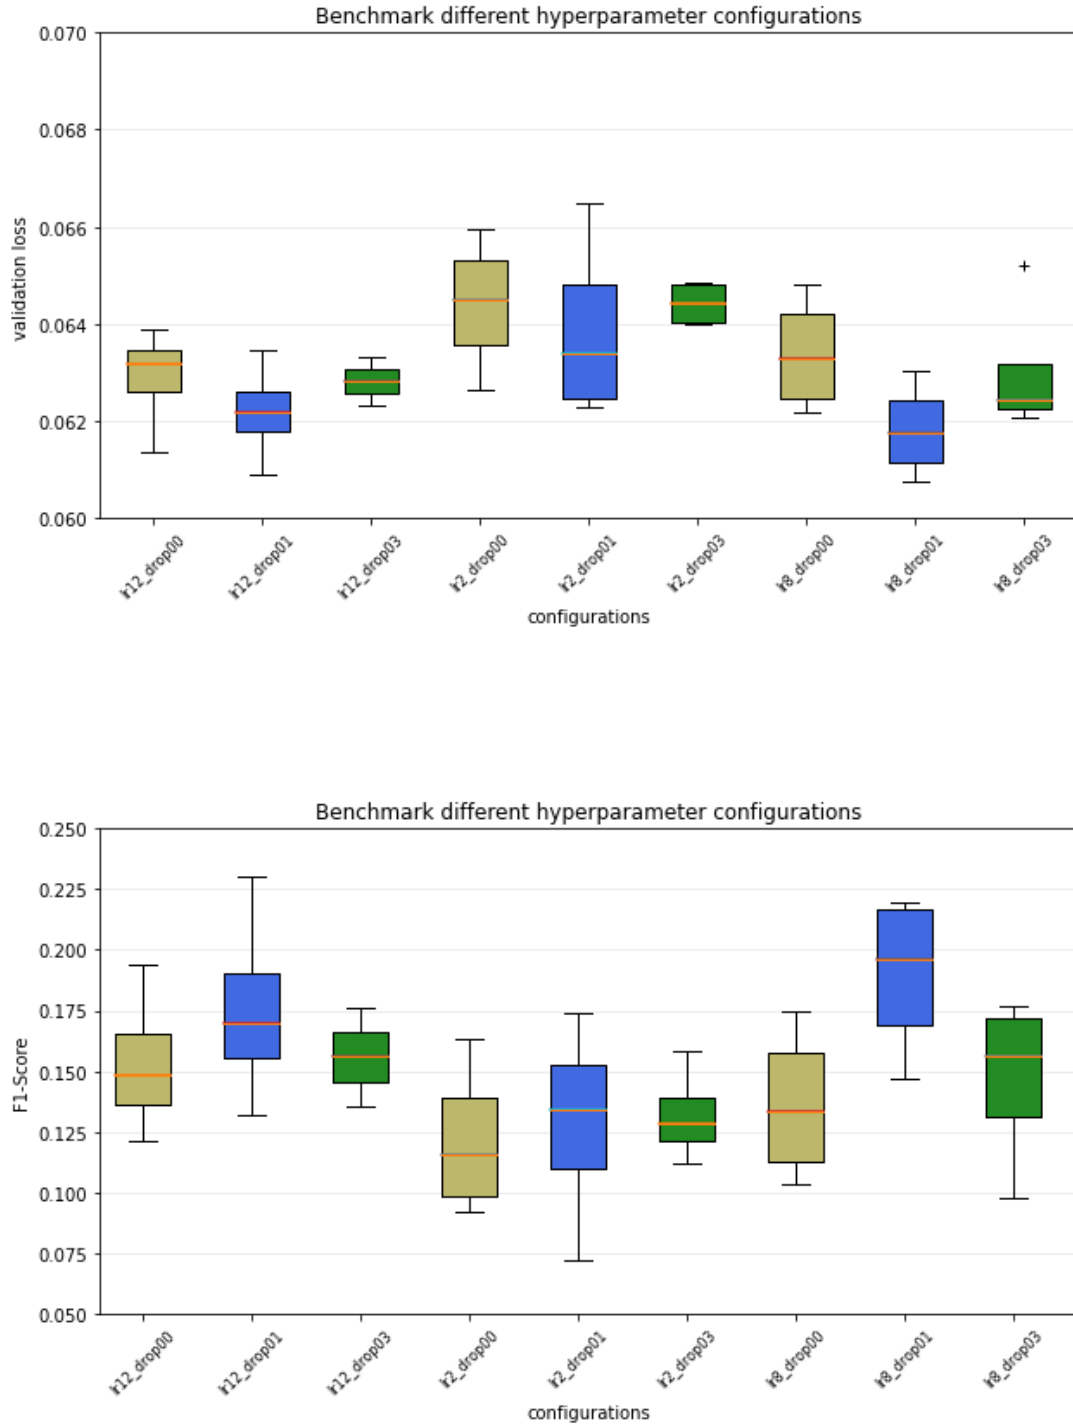 Benchmark different hyperparameter configurations
0.070
0.068
0.066
0.064
0.062
0.060
validation loss
lr12_drop00
lr12_drop01
lr12_drop03
lr2_drop00
lr2_drop01
lr2_drop03
lr8_drop00
lr8_drop01
lr8_drop03
configurations
Benchmark different hyperparameter configurations
0.250
0.225
0.200
0.175
0.150
0.125
0.100
0.075
0.050
F1-Score
lr12_drop00
lr12_drop01
lr12_drop03
lr2_drop00
lr2_drop01
lr2_drop03
lr8_drop00
lr8_drop01
lr8_drop03
configurations